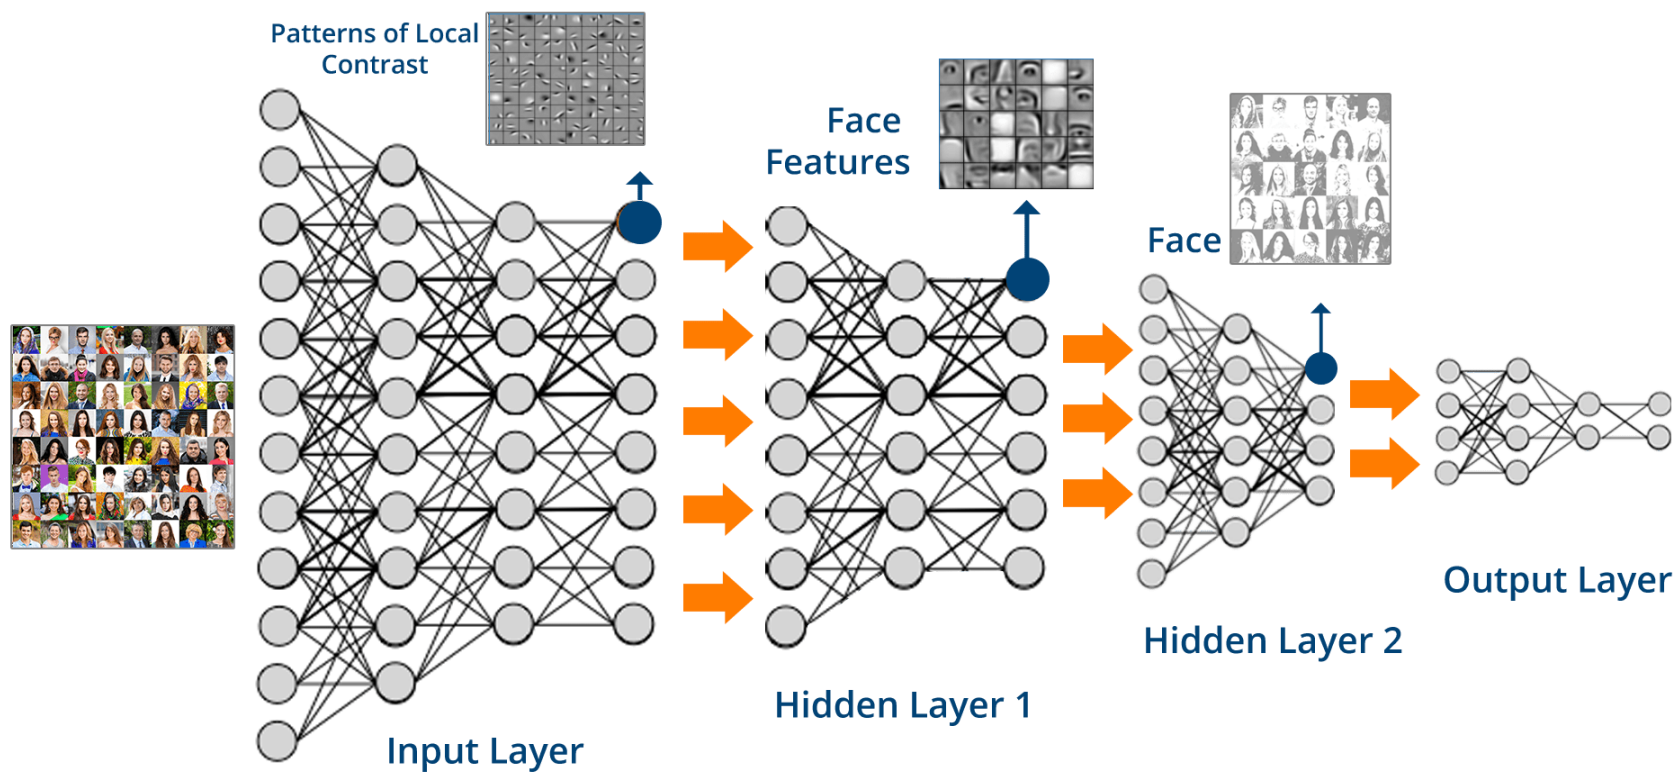 Patterns of Local
Contrast
Face
Features
Face
Input Layer
Hidden Layer 1
Hidden Layer 2
Output Layer